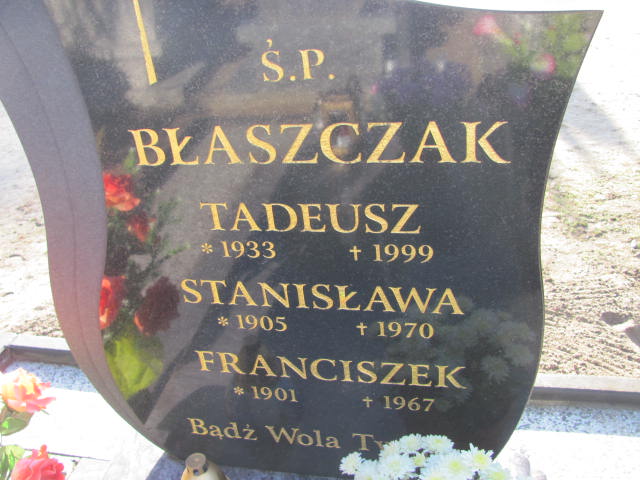 Ś.P.
BŁASZCZAK
TADEUSZ
* 1933 + 1999
STANISŁAWA
* 1905 + 1970
FRANCISZEK
* 1901 + 1967
Bądź Wola